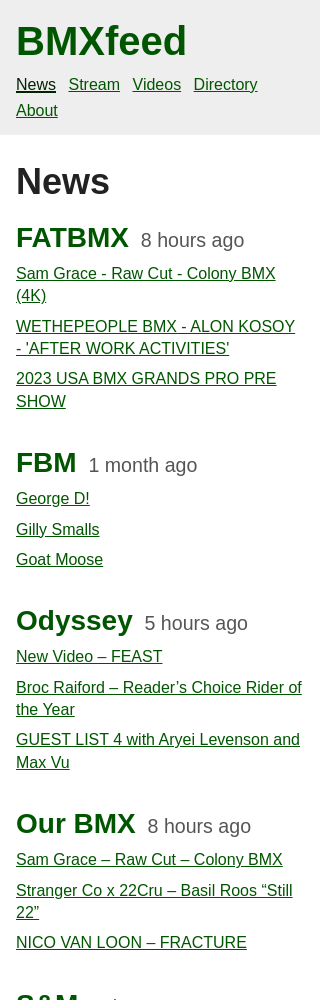 BMXfeed
News Stream Videos Directory
About
News
FATBMX 8 hours ago
Sam Grace - Raw Cut - Colony BMX
(4K)
WETHEPEOPLE BMX - ALON KOSOY
- 'AFTER WORK ACTIVITIES'
2023 USA BMX GRANDS PRO PRE
SHOW
FBM 1 month ago
George D!
Gilly Smalls
Goat Moose
Odyssey 5 hours ago
New Video – FEAST
Broc Raiford – Reader’s Choice Rider of
the Year
GUEST LIST 4 with Aryei Levenson and
Max Vu
Our BMX 8 hours ago
Sam Grace – Raw Cut – Colony BMX
Stranger Co x 22Cru – Basil Roos “Still
22”
NICO VAN LOON – FRACTURE